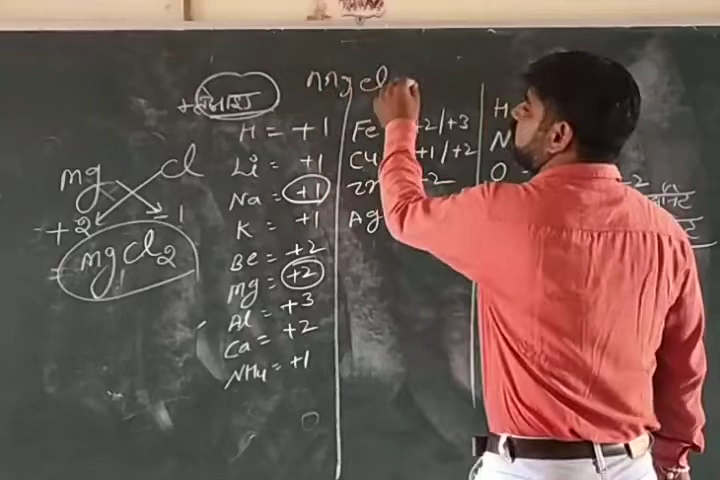 MgCl
Mg Cl
+2 -1
= MgCl2
H = +1
Li = +1
Na = +1
K = +1
Be = +2
Mg = +2
Al = +3
Ca = +2
NH4 = +1
Fe +2/+3
Cu +1/+2
Zn +2
Ag
H
N
O -2